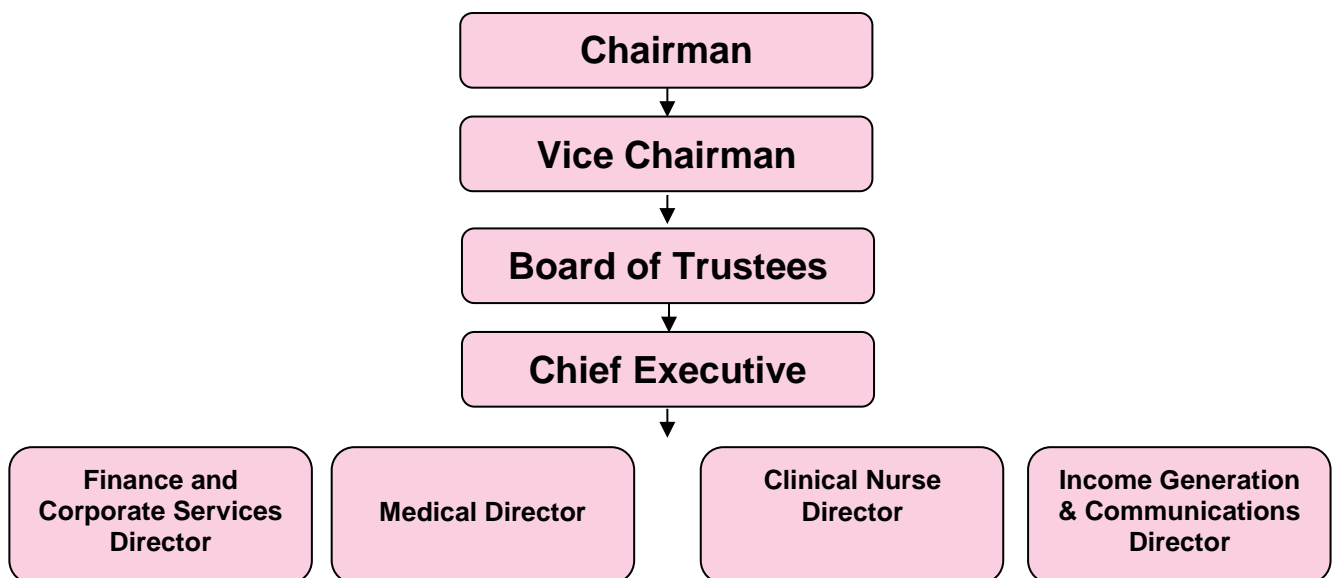 Chairman
Vice Chairman
Board of Trustees
Chief Executive
Finance and
Corporate Services
Director
Medical Director
Clinical Nurse
Director
Income Generation
& Communications
Director